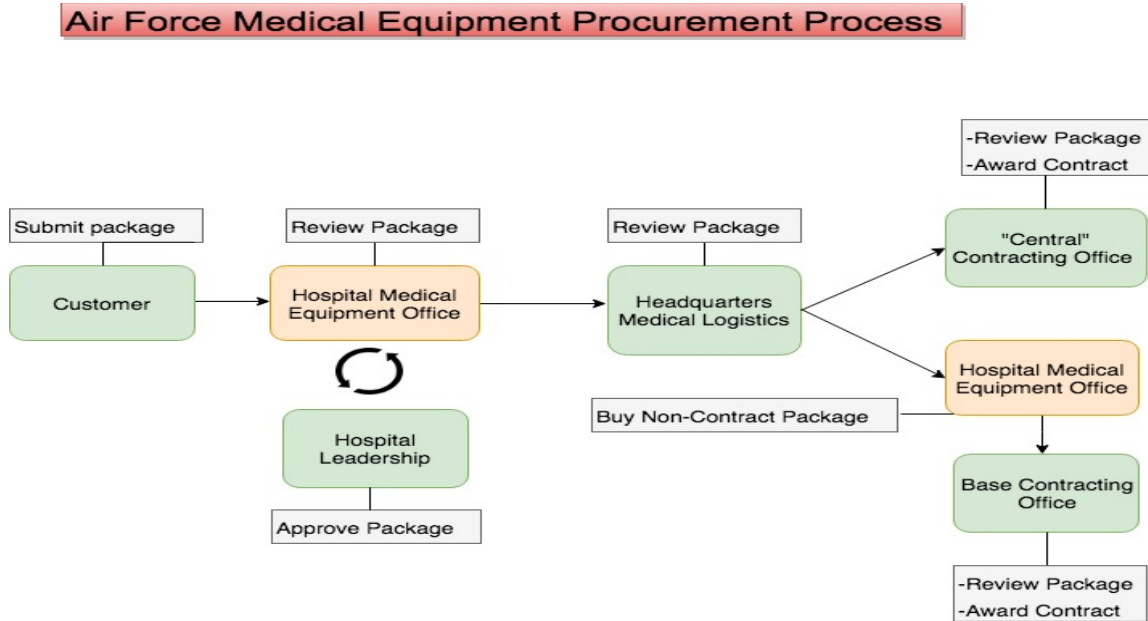 Air Force Medical Equipment Procurement Process
-Review Package
-Award Contract
Submit package
Review Package
Review Package
"Central"
Contracting Office
Customer
Hospital Medical
Equipment Office
Headquarters
Medical Logistics
Hospital Medical
Equipment Office
Buy Non-Contract Package
Hospital
Leadership
Base Contracting
Office
Approve Package
-Review Package
-Award Contract